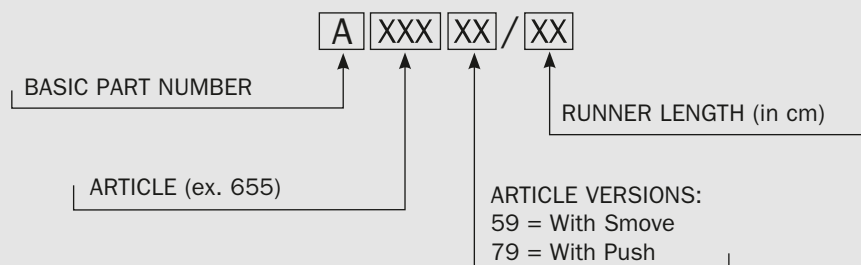 A XXX XX / XX
BASIC PART NUMBER
RUNNER LENGTH (in cm)
ARTICLE (ex. 655)
ARTICLE VERSIONS:
59 = With Smove
79 = With Push